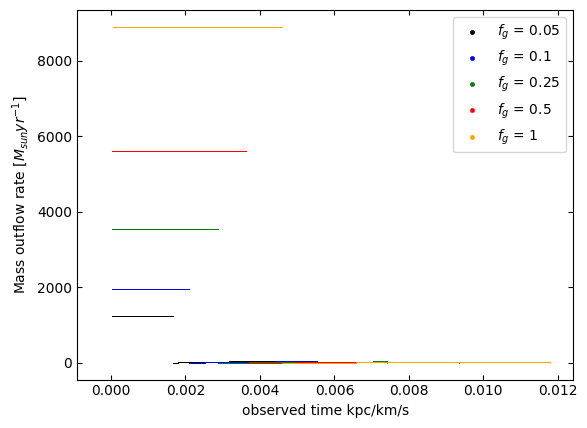 Mass outflow rate [M_sun yr^-1]
8000
6000
4000
2000
0
f_g = 0.05
f_g = 0.1
f_g = 0.25
f_g = 0.5
f_g = 1
0.000 0.002 0.004 0.006 0.008 0.010 0.012
observed time kpc/km/s